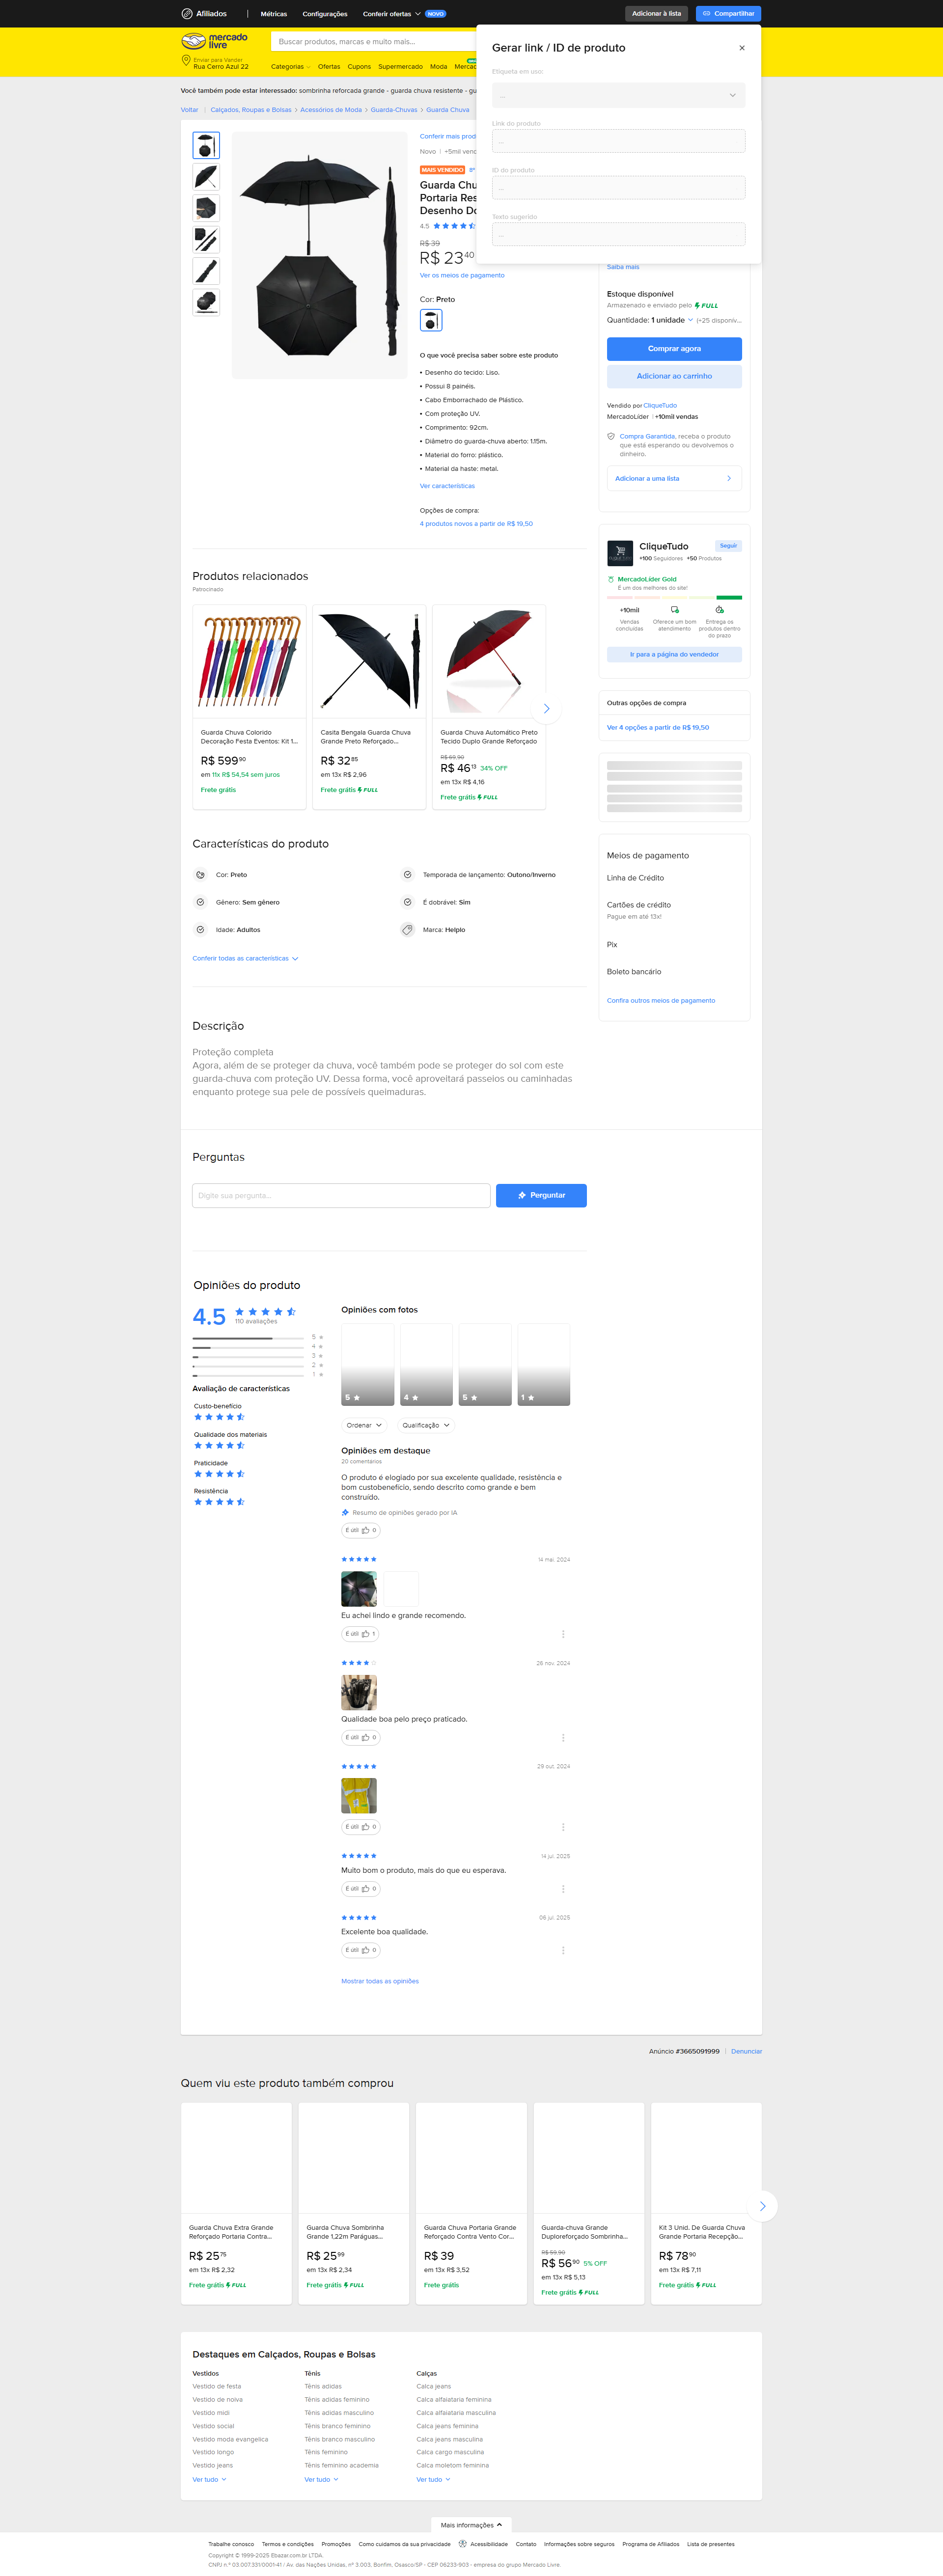 Afiliados
Métricas
Configurações
Conferir ofertas
NOVO
Adicionar à lista
Compartilhar
mercado
livre
Buscar produtos, marcas e muito mais...
Enviar para Vander
Rua Cerro Azul 22
Categorias
Ofertas
Cupons
Supermercado
Moda
Gerar link / ID de produto
Etiqueta em uso:
...
Link do produto
...
ID do produto
...
Texto sugerido
...
Você também pode estar interessado: sombrinha reforcada grande - guarda chuva resistente -
Voltar
Calçados, Roupas e Bolsas
Acessórios de Moda
Guarda-Chuvas
Guarda Chuva
Conferir mais
Novo | +5mil
MAIS VENDIDO
8º
Guarda
Portaria
Desenho
4.5
R$ 39
R$ 23 40
Ver os meios de pagamento
Cor: Preto
O que você precisa saber sobre este produto
• Desenho do tecido: Liso.
• Possui 8 painéis.
• Cabo Emborrachado de Plástico.
• Com proteção UV.
• Comprimento: 92cm.
• Diâmetro do guarda-chuva aberto: 1.15m.
• Material do forro: plástico.
• Material da haste: metal.
Ver características
Opções de compra:
4 produtos novos a partir de R$ 19,50
Saiba mais
Estoque disponível
Armazenado e enviado pelo FULL
Quantidade: 1 unidade (+25 disponív...
Comprar agora
Adicionar ao carrinho
Vendido por CliqueTudo
MercadoLíder | +10mil vendas
Compra Garantida, receba o produto
que está esperando ou devolvemos o
dinheiro.
Adicionar a uma lista
CliqueTudo
Seguir
+100 Seguidores +50 Produtos
MercadoLíder Gold
É um dos melhores do site!
+10mil
Vendas
concluídas
Oferece um bom
atendimento
Entrega os
produtos dentro
do prazo
Ir para a página do vendedor
Outras opções de compra
Ver 4 opções a partir de R$ 19,50
Meios de pagamento
Linha de Crédito
Cartões de crédito
Pague em até 13x!
Pix
Boleto bancário
Confira outros meios de pagamento
Produtos relacionados
Patrocinado
Guarda Chuva Colorido
Decoração Festa Eventos: Kit 1...
R$ 599 90
em 11x R$ 54,54 sem juros
Frete grátis
Casita Bengala Guarda Chuva
Grande Preto Reforçado...
R$ 32 85
em 13x R$ 2,96
Frete grátis FULL
Guarda Chuva Automático Preto
Tecido Duplo Grande Reforçado
R$ 69,90
R$ 46 13 34% OFF
em 13x R$ 4,16
Frete grátis FULL
Características do produto
Cor: Preto
Temporada de lançamento: Outono/Inverno
Gênero: Sem gênero
É dobrável: Sim
Idade: Adultos
Marca: Helpio
Conferir todas as características
Descrição
Proteção completa
Agora, além de se proteger da chuva, você também pode se proteger do sol com este
guarda-chuva com proteção UV. Dessa forma, você aproveitará passeios ou caminhadas
enquanto protege sua pele de possíveis queimaduras.
Perguntas
Digite sua pergunta...
Perguntar
Opiniões do produto
4.5
110 avaliações
5
4
3
2
1
Avaliação de características
Custo-benefício
Qualidade dos materiais
Praticidade
Resistência
Opiniões com fotos
5
4
5
1
Ordenar
Qualificação
Opiniões em destaque
20 comentários
O produto é elogiado por sua excelente qualidade, resistência e
bom custobenefício, sendo descrito como grande e bem
construído.
Resumo de opiniões gerado por IA
É útil 0
14 mai. 2024
Eu achei lindo e grande recomendo.
É útil 1
26 nov. 2024
Qualidade boa pelo preço praticado.
É útil 0
29 out. 2024
É útil 0
14 jul. 2025
Muito bom o produto, mais do que eu esperava.
É útil 0
06 jul. 2025
Excelente boa qualidade.
É útil 0
Mostrar todas as opiniões
Anúncio #3665091999 | Denunciar
Quem viu este produto também comprou
Guarda Chuva Extra Grande
Reforçado Portaria Contra...
R$ 25 75
em 13x R$ 2,32
Frete grátis FULL
Guarda Chuva Sombrinha
Grande 1,22m Paráguas...
R$ 25 99
em 13x R$ 2,34
Frete grátis FULL
Guarda Chuva Portaria Grande
Reforçado Contra Vento Cor...
R$ 39
em 13x R$ 3,52
Frete grátis
Guarda-chuva Grande
Duploreforçado Sombrinha...
R$ 59,90
R$ 56 90 5% OFF
em 13x R$ 5,13
Frete grátis FULL
Kit 3 Unid. De Guarda Chuva
Grande Portaria Recepção...
R$ 78 90
em 13x R$ 7,11
Frete grátis FULL
Destaques em Calçados, Roupas e Bolsas
Vestidos
Vestido de festa
Vestido de noiva
Vestido midi
Vestido social
Vestido moda evangelica
Vestido longo
Vestido jeans
Ver tudo
Tênis
Tênis adidas
Tênis adidas feminino
Tênis adidas masculino
Tênis branco feminino
Tênis branco masculino
Tênis feminino
Tênis feminino academia
Ver tudo
Calças
Calca jeans
Calca alfaiataria feminina
Calca alfaiataria masculina
Calca jeans feminina
Calca jeans masculina
Calca cargo masculina
Calca moletom feminina
Ver tudo
Mais informações
Trabalhe conosco
Termos e condições
Promoções
Como cuidamos da sua privacidade
Acessibilidade
Contato
Informações sobre seguros
Programa de Afiliados
Lista de presentes
Copyright © 1999-2025 Ebazar.com.br LTDA.
CNPJ n.º 03.007.331/0001-41 / Av. das Nações Unidas, nº 3.003, Bonfim, Osasco/SP - CEP 06233-903 - empresa do grupo Mercado Livre.